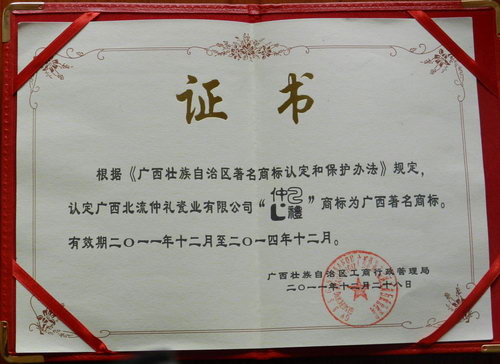 证书
根据《广西壮族自治区著名商标认定和保护办法》规定，
认定广西北流仲礼瓷业有限公司“仲礼”商标为广西著名商标。
有效期二〇一一年十二月至二〇一四年十二月。
广西壮族自治区工商行政管理局
二〇一一年十二月二十八日